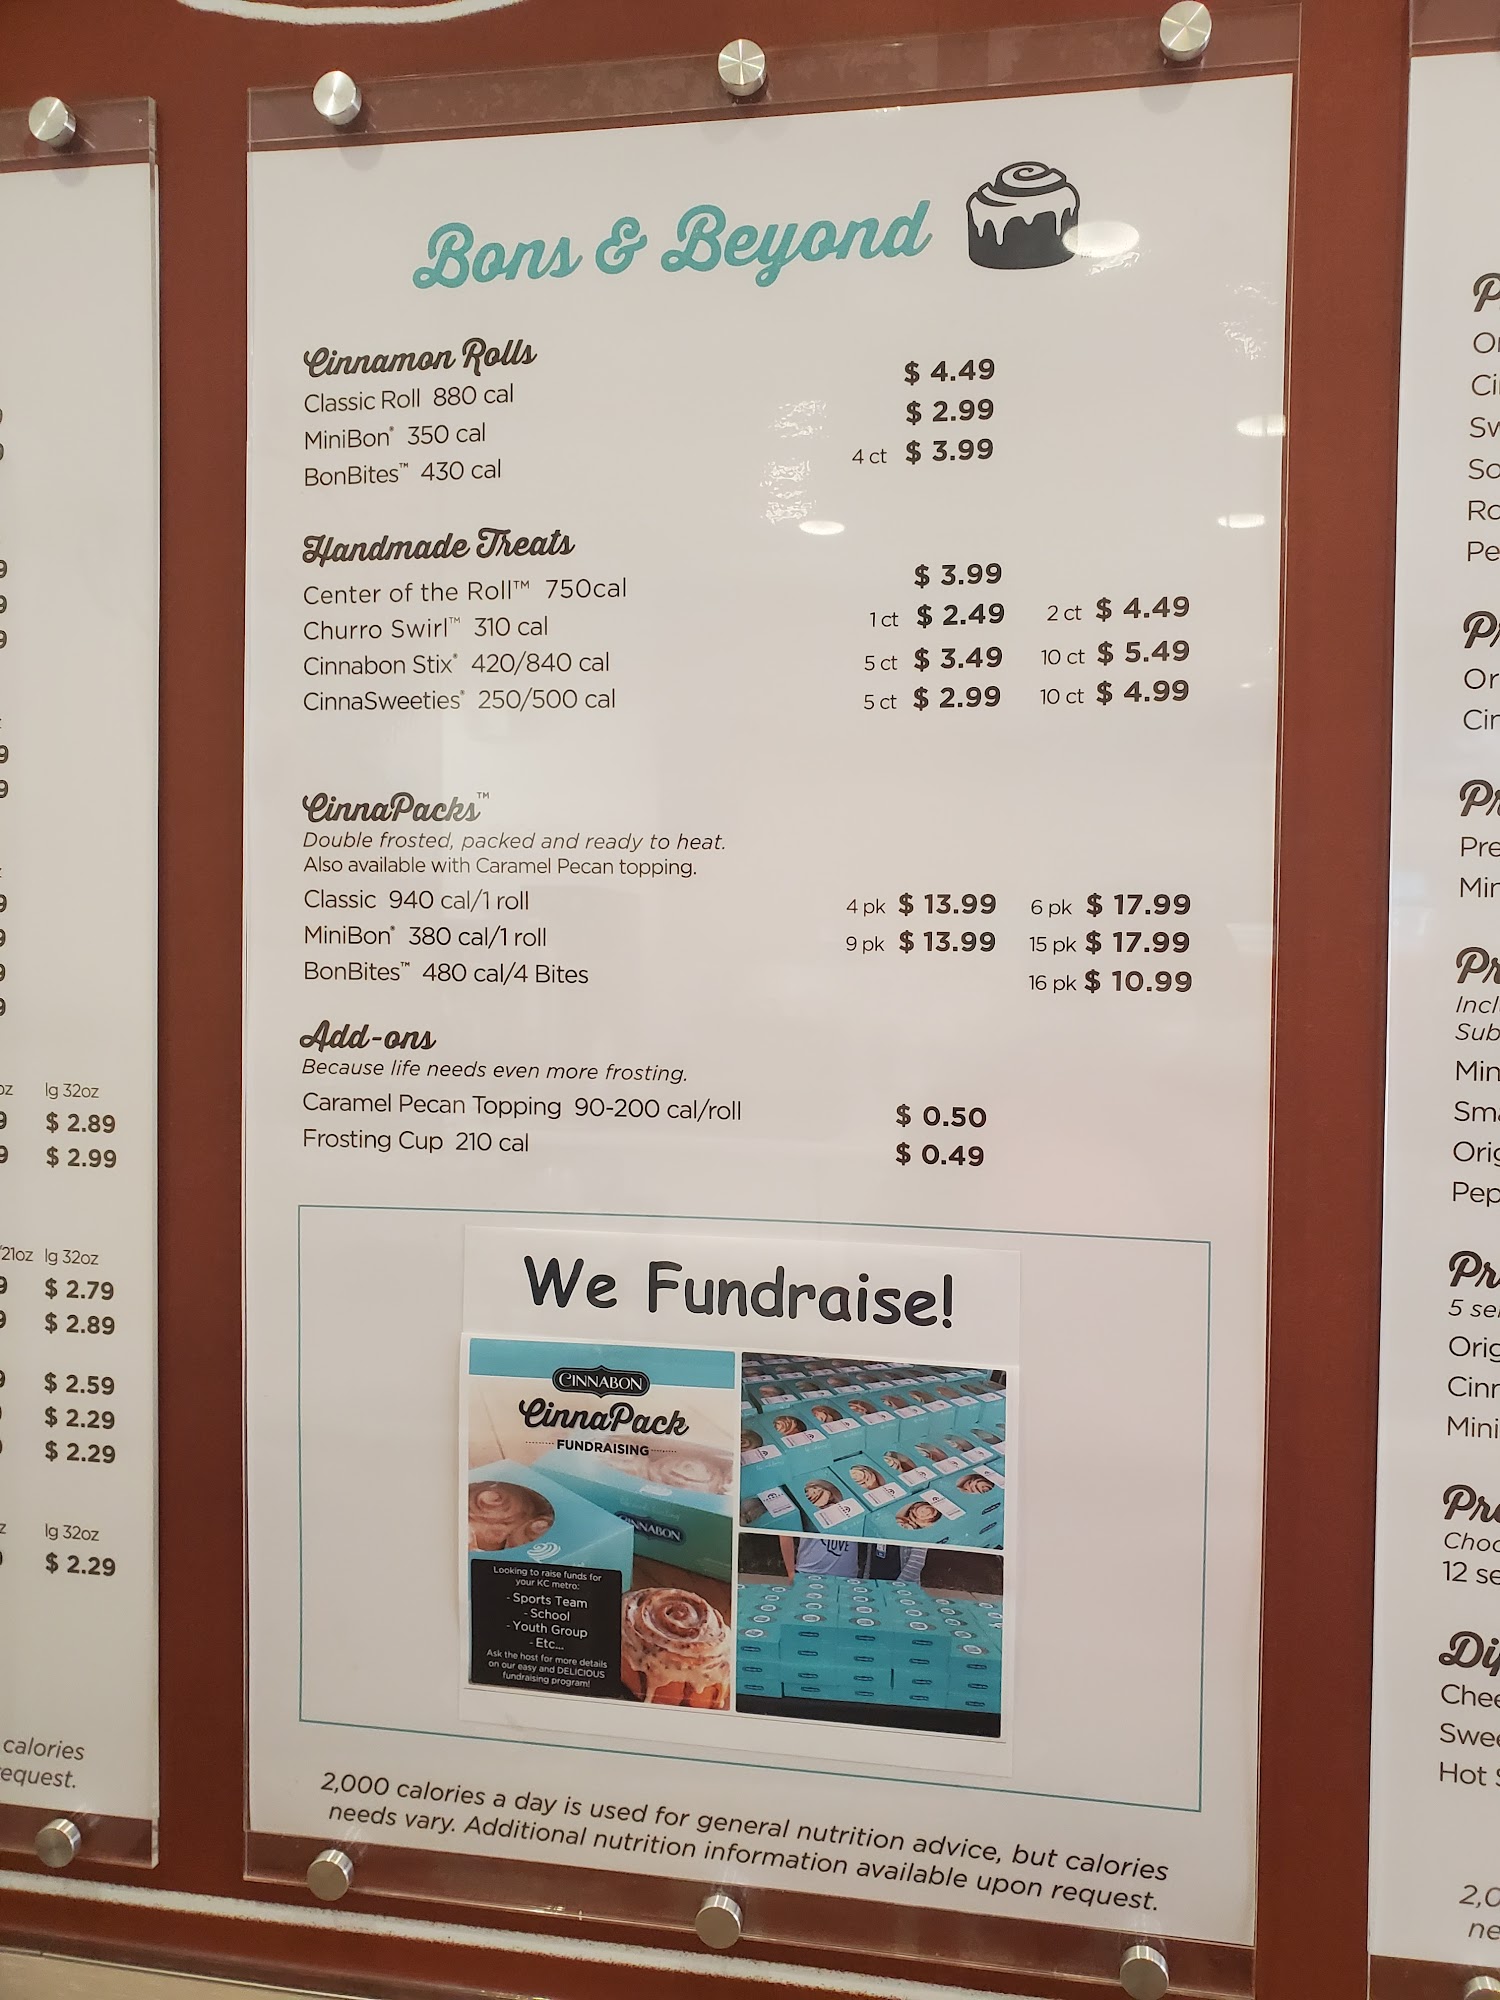 Bons & Beyond
Cinnamon Rolls
Classic Roll 880 cal $ 4.49
MiniBon® 350 cal $ 2.99
BonBites™ 430 cal 4 ct $ 3.99
Handmade Treats
Center of the Roll™ 750cal $ 3.99
Churro Swirl™ 310 cal 1 ct $ 2.49 2 ct $ 4.49
Cinnabon Stix® 420/840 cal 5 ct $ 3.49 10 ct $ 5.49
CinnaSweeties® 250/500 cal 5 ct $ 2.99 10 ct $ 4.99
CinnaPacks™
Double frosted, packed and ready to heat.
Also available with Caramel Pecan topping.
Classic 940 cal/1 roll 4 pk $ 13.99 6 pk $ 17.99
MiniBon® 380 cal/1 roll 9 pk $ 13.99 15 pk $ 17.99
BonBites™ 480 cal/4 Bites 16 pk $ 10.99
Add-ons
Because life needs even more frosting.
Caramel Pecan Topping 90-200 cal/roll $ 0.50
Frosting Cup 210 cal $ 0.49
We Fundraise!
CINNABON
CinnaPack
FUNDRAISING
CINNABON
Looking to raise funds for
your KC metro:
- Sports Team
- School
- Youth Group
- Etc...
Ask the host for more details
on our easy and DELICIOUS
fundraising program!
LOVE
2,000 calories a day is used for general nutrition advice, but calories
needs vary. Additional nutrition information available upon request.
lg 32oz
$ 2.89
$ 2.99
21oz lg 32oz
$ 2.79
$ 2.89
$ 2.59
$ 2.29
$ 2.29
lg 32oz
$ 2.29
calories
request.